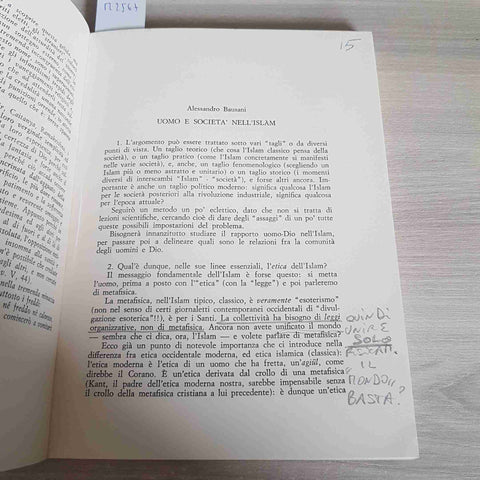 M2564
15
Alessandro Bausani
UOMO E SOCIETA' NELL'ISLAM
1. L'argomento può essere trattato sotto vari "tagli" o da diversi
punti di vista. Un taglio teorico (che cosa l'Islam classico pensa della
società), o un taglio pratico (come l'Islam concretamente si manifesti
nelle varie società), e, anche, un taglio fenomenologico (scegliendo un
Islam più o meno astratto e unitario) o un taglio storico (i momenti
diversi di interscambi "Islam" - "società"), e forse altri ancora. Importante
è anche un taglio politico moderno: significa qualcosa l'Islam
per le società posteriori alla rivoluzione industriale, significa qualcosa
per l'epoca attuale?
Seguirò un metodo un po' eclettico, dato che non si tratta di
lezioni scientifiche, cercando cioè di dare degli "assaggi" di un po' tutte
queste possibili impostazioni del problema.
Bisognerà innanzitutto studiare il rapporto uomo-Dio nell'Islam,
per passare poi a delineare quali sono le relazioni fra la comunità
degli uomini e Dio.
2. Qual'è dunque, nelle sue linee essenziali, l'etica dell'Islam?
Il messaggio fondamentale dell'Islam è forse questo: si metta
l'uomo, prima a posto con l'"etica" (con la "legge") e poi parleremo
di metafisica.
La metafisica, nell'Islam tipico, classico, è veramente "esoterismo"
(non nel senso di certi giornaletti contemporanei occidentali di "divulgazione
esoterica"!!), è per i Santi. La collettività ha bisogno di leggi
organizzative, non di metafisica. Ancora non avete unificato il mondo
— sembra che ci dica, ora, l'Islam — e volete parlare di metafisica?
Ecco già un punto di notevole importanza che ci introduce nella
differenza fra etica occidentale moderna, ed etica islamica (classica):
l'etica moderna è l'etica di un uomo che ha fretta, un'agiûl, come
direbbe il Corano. È un'etica derivata dal crollo di una metafisica
(Kant, il padre dell'etica moderna nostra, sarebbe impensabile senza
il crollo della metafisica cristiana a lui precedente): è dunque un'etica
QUINDI
UNIRE
SOLO
IL
MONDO,
BASTA?